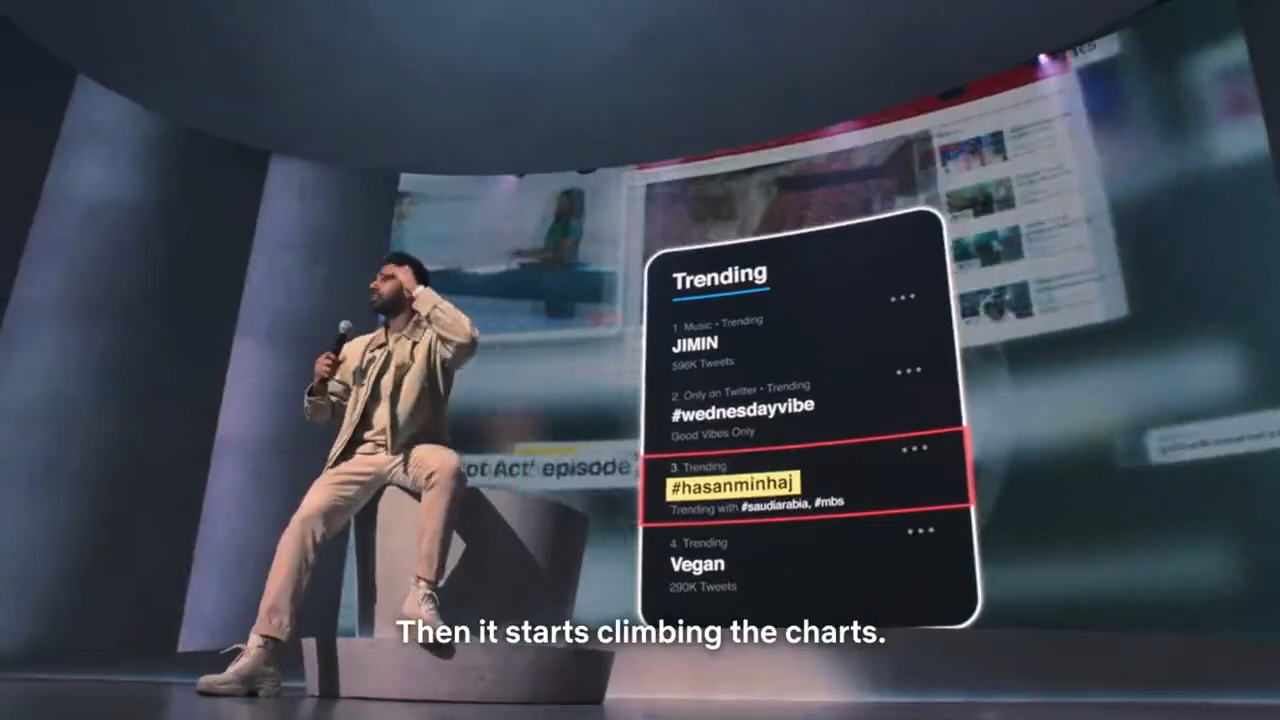 Trending
1. Music • Trending
JIMIN
596K Tweets
2. Only on Twitter • Trending
#wednesdayvibe
Good Vibes Only
ot Act' episode
3. Trending
#hasanminhaj
Trending with #saudiarabia, #mbs
4. Trending
Vegan
290K Tweets
Then it starts climbing the charts.